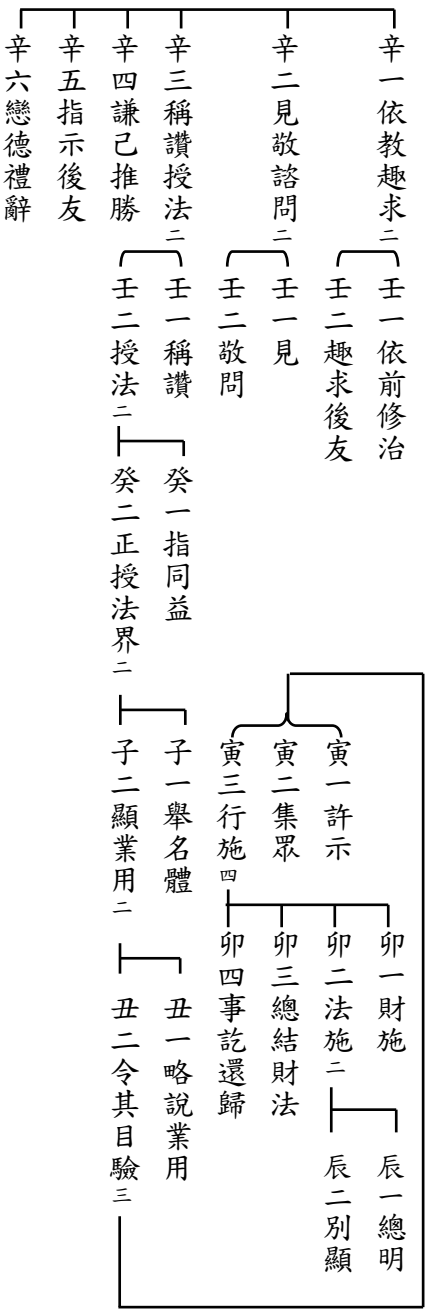 辛一依教趣求二
壬一依前修治
壬二趣求後友
辛二見敬諮問二
壬一見
壬二敬問
辛三稱讚授法二
壬一稱讚
壬二授法二
癸一指同益
癸二正授法界二
子一舉名體
子二顯業用二
丑一略說業用
丑二令其目驗三
寅一許示
寅二集眾
寅三行施四
卯一財施
卯二法施二
辰一總明
辰二別顯
卯三總結財法
卯四事訖還歸
辛四謙己推勝
辛五指示後友
辛六戀德禮辭